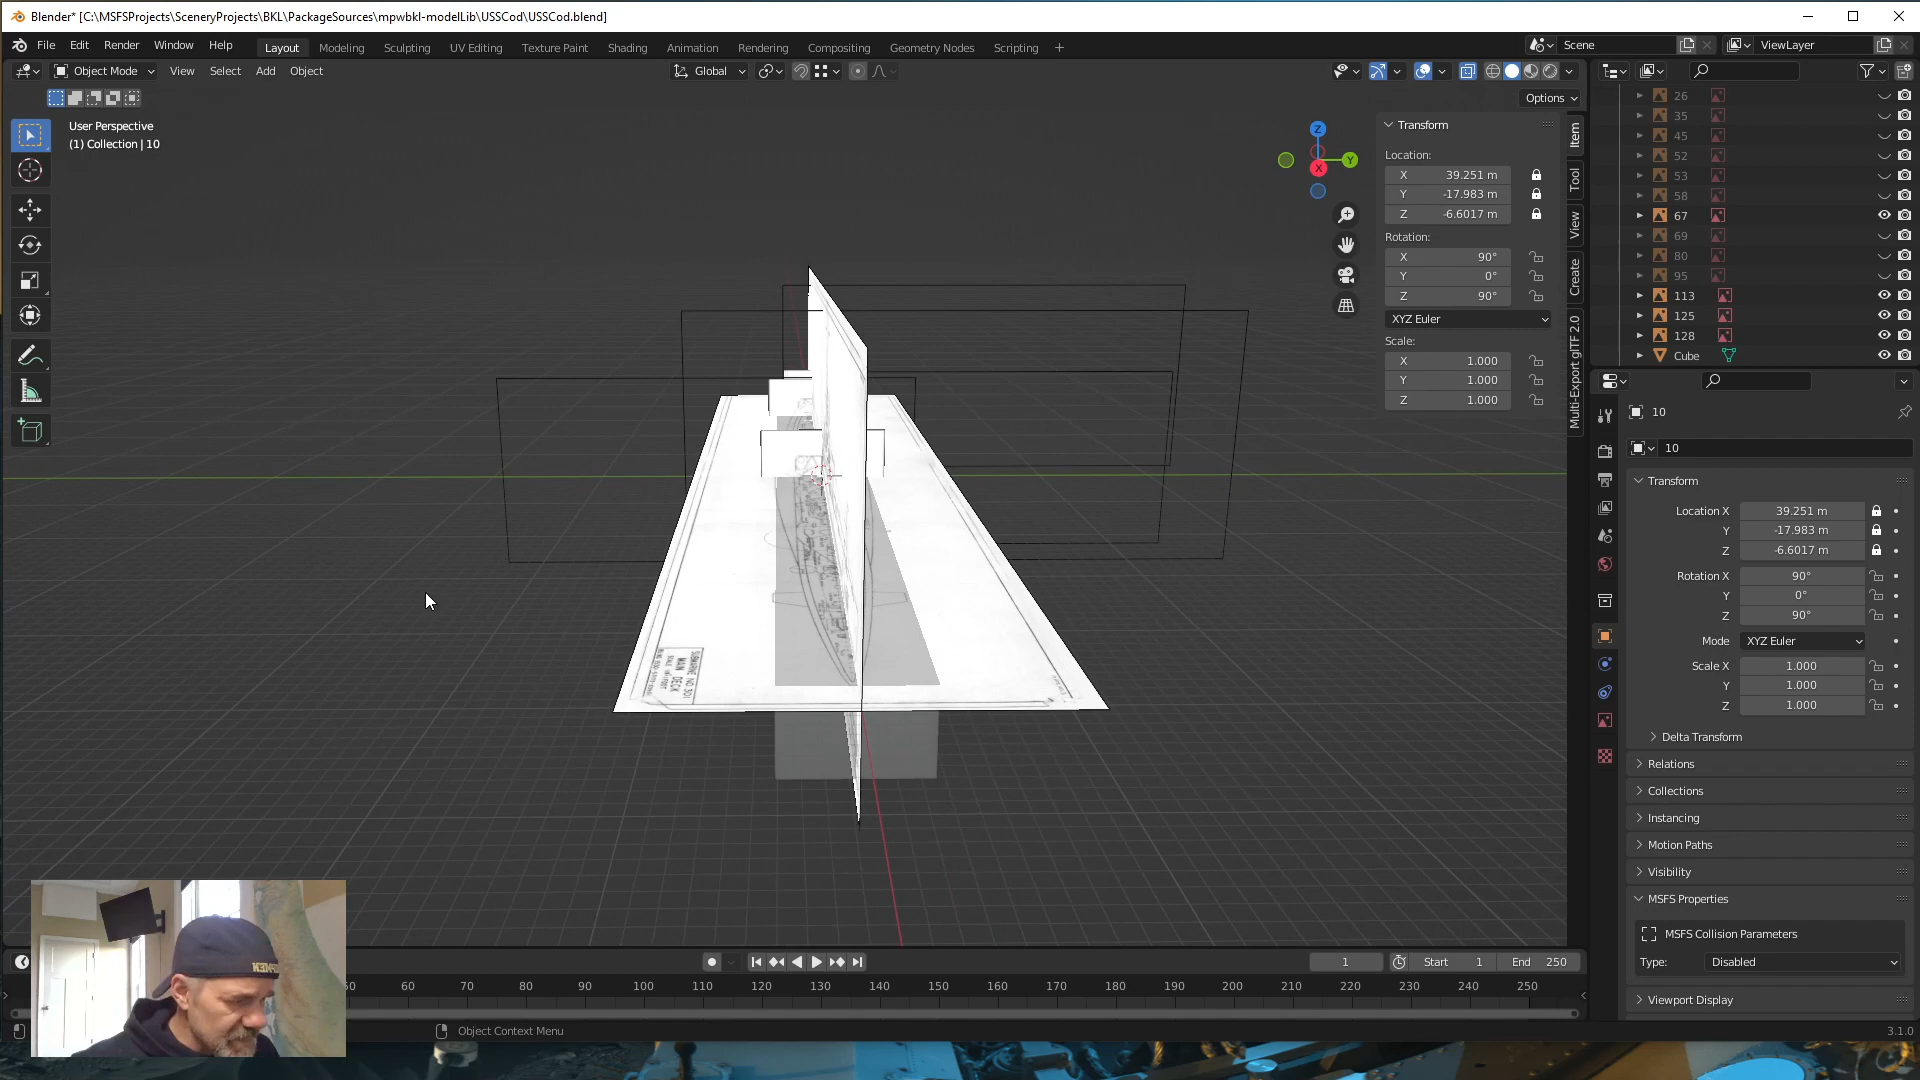 Blender* [C:\MSFSProjects\SceneryProjects\BKL\PackageSources\mpwbkl-modelLib\USSCod\USSCod.blend]
File Edit Render Window Help Layout Modeling Sculpting UV Editing Texture Paint Shading Animation Rendering Compositing Geometry Nodes Scripting + Scene ViewLayer
Object Mode View Select Add Object Global
Options
User Perspective
(1) Collection | 10
Z
Y
X
Transform
Location:
X 39.251 m
Y -17.983 m
Z -6.6017 m
Rotation:
X 90°
Y 0°
Z 90°
XYZ Euler
Scale:
X 1.000
Y 1.000
Z 1.000
Item
Tool
View
Create
Multi-Export glTF 2.0
26
35
45
52
53
58
67
69
80
95
113
125
128
Cube
10
10
Transform
Location X 39.251 m
Y -17.983 m
Z -6.6017 m
Rotation X 90°
Y 0°
Z 90°
Mode XYZ Euler
Scale X 1.000
Y 1.000
Z 1.000
Delta Transform
Relations
Collections
Instancing
Motion Paths
Visibility
MSFS Properties
MSFS Collision Parameters
Type: Disabled
Viewport Display
SUBMARINE NO 301
MAIN DECK
1 Start 1 End 250
50 60 70 80 90 100 110 120 130 140 150 160 170 180 190 200 210 220 230 240 250
Object Context Menu
3.1.0